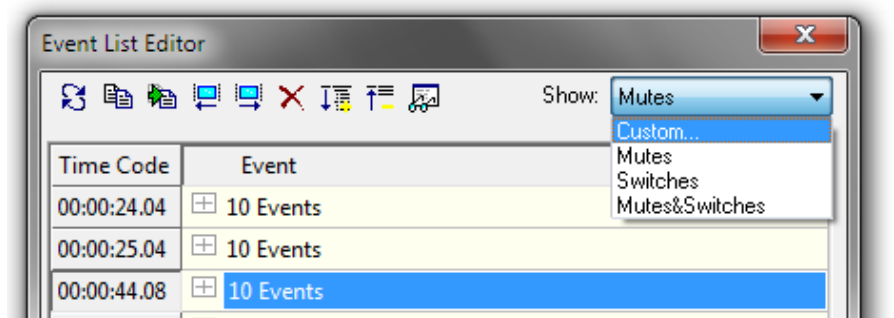 Event List Editor
Show: Mutes
Custom...
Mutes
Switches
Mutes&Switches
Time Code Event
00:00:24.04 10 Events
00:00:25.04 10 Events
00:00:44.08 10 Events